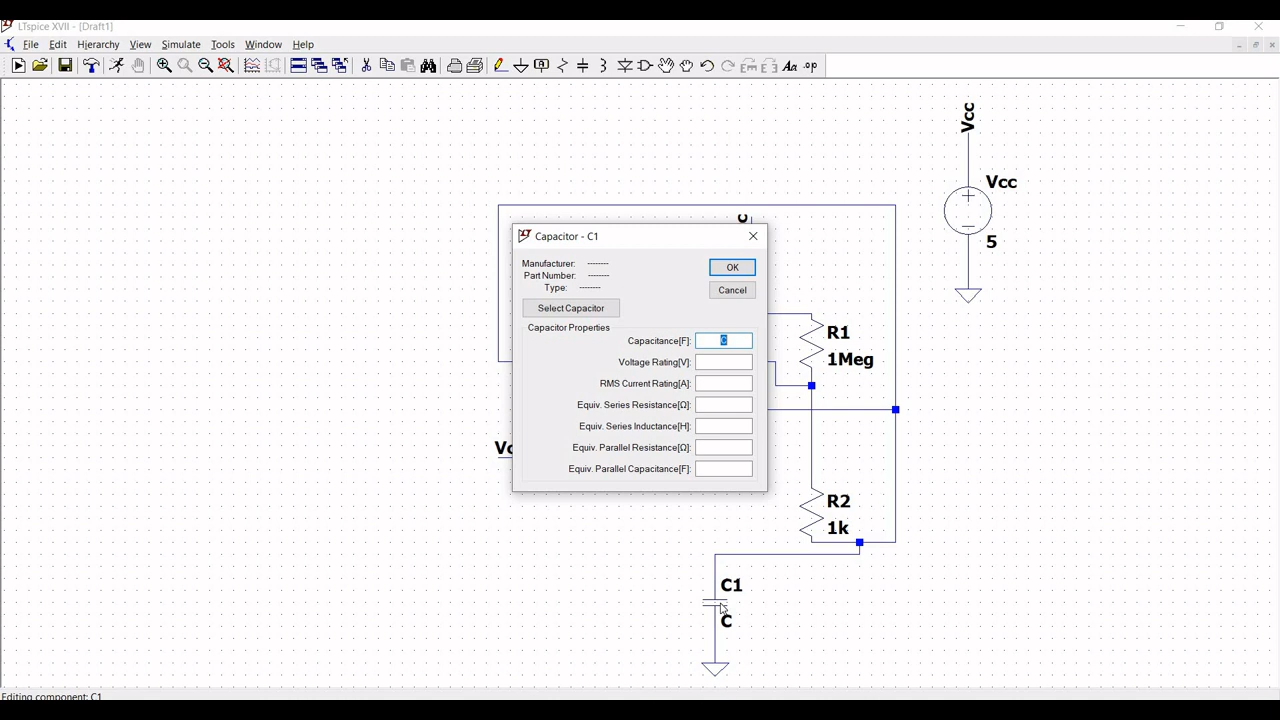 LTspice XVII - [Draft1]
File Edit Hierarchy View Simulate Tools Window Help
Aa .op
Vcc
Vcc
5
c
Capacitor - C1
Manufacturer: --------
Part Number: --------
Type: --------
OK
Cancel
Select Capacitor
Capacitor Properties
Capacitance[F]: C
Voltage Rating[V]:
RMS Current Rating[A]:
Equiv. Series Resistance[Ω]:
Equiv. Series Inductance[H]:
Equiv. Parallel Resistance[Ω]:
Equiv. Parallel Capacitance[F]:
R1
1Meg
R2
1k
C1
C
Editing component: C1